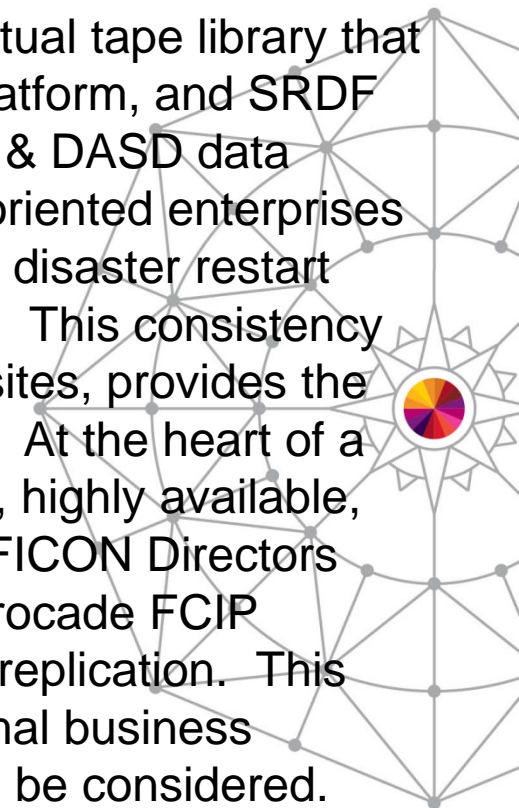 tual tape library that
atform, and SRDF
& DASD data
oriented enterprises
disaster restart
This consistency
sites, provides the
At the heart of a
, highly available,
FICON Directors
rocade FCIP
replication. This
nal business
be considered.